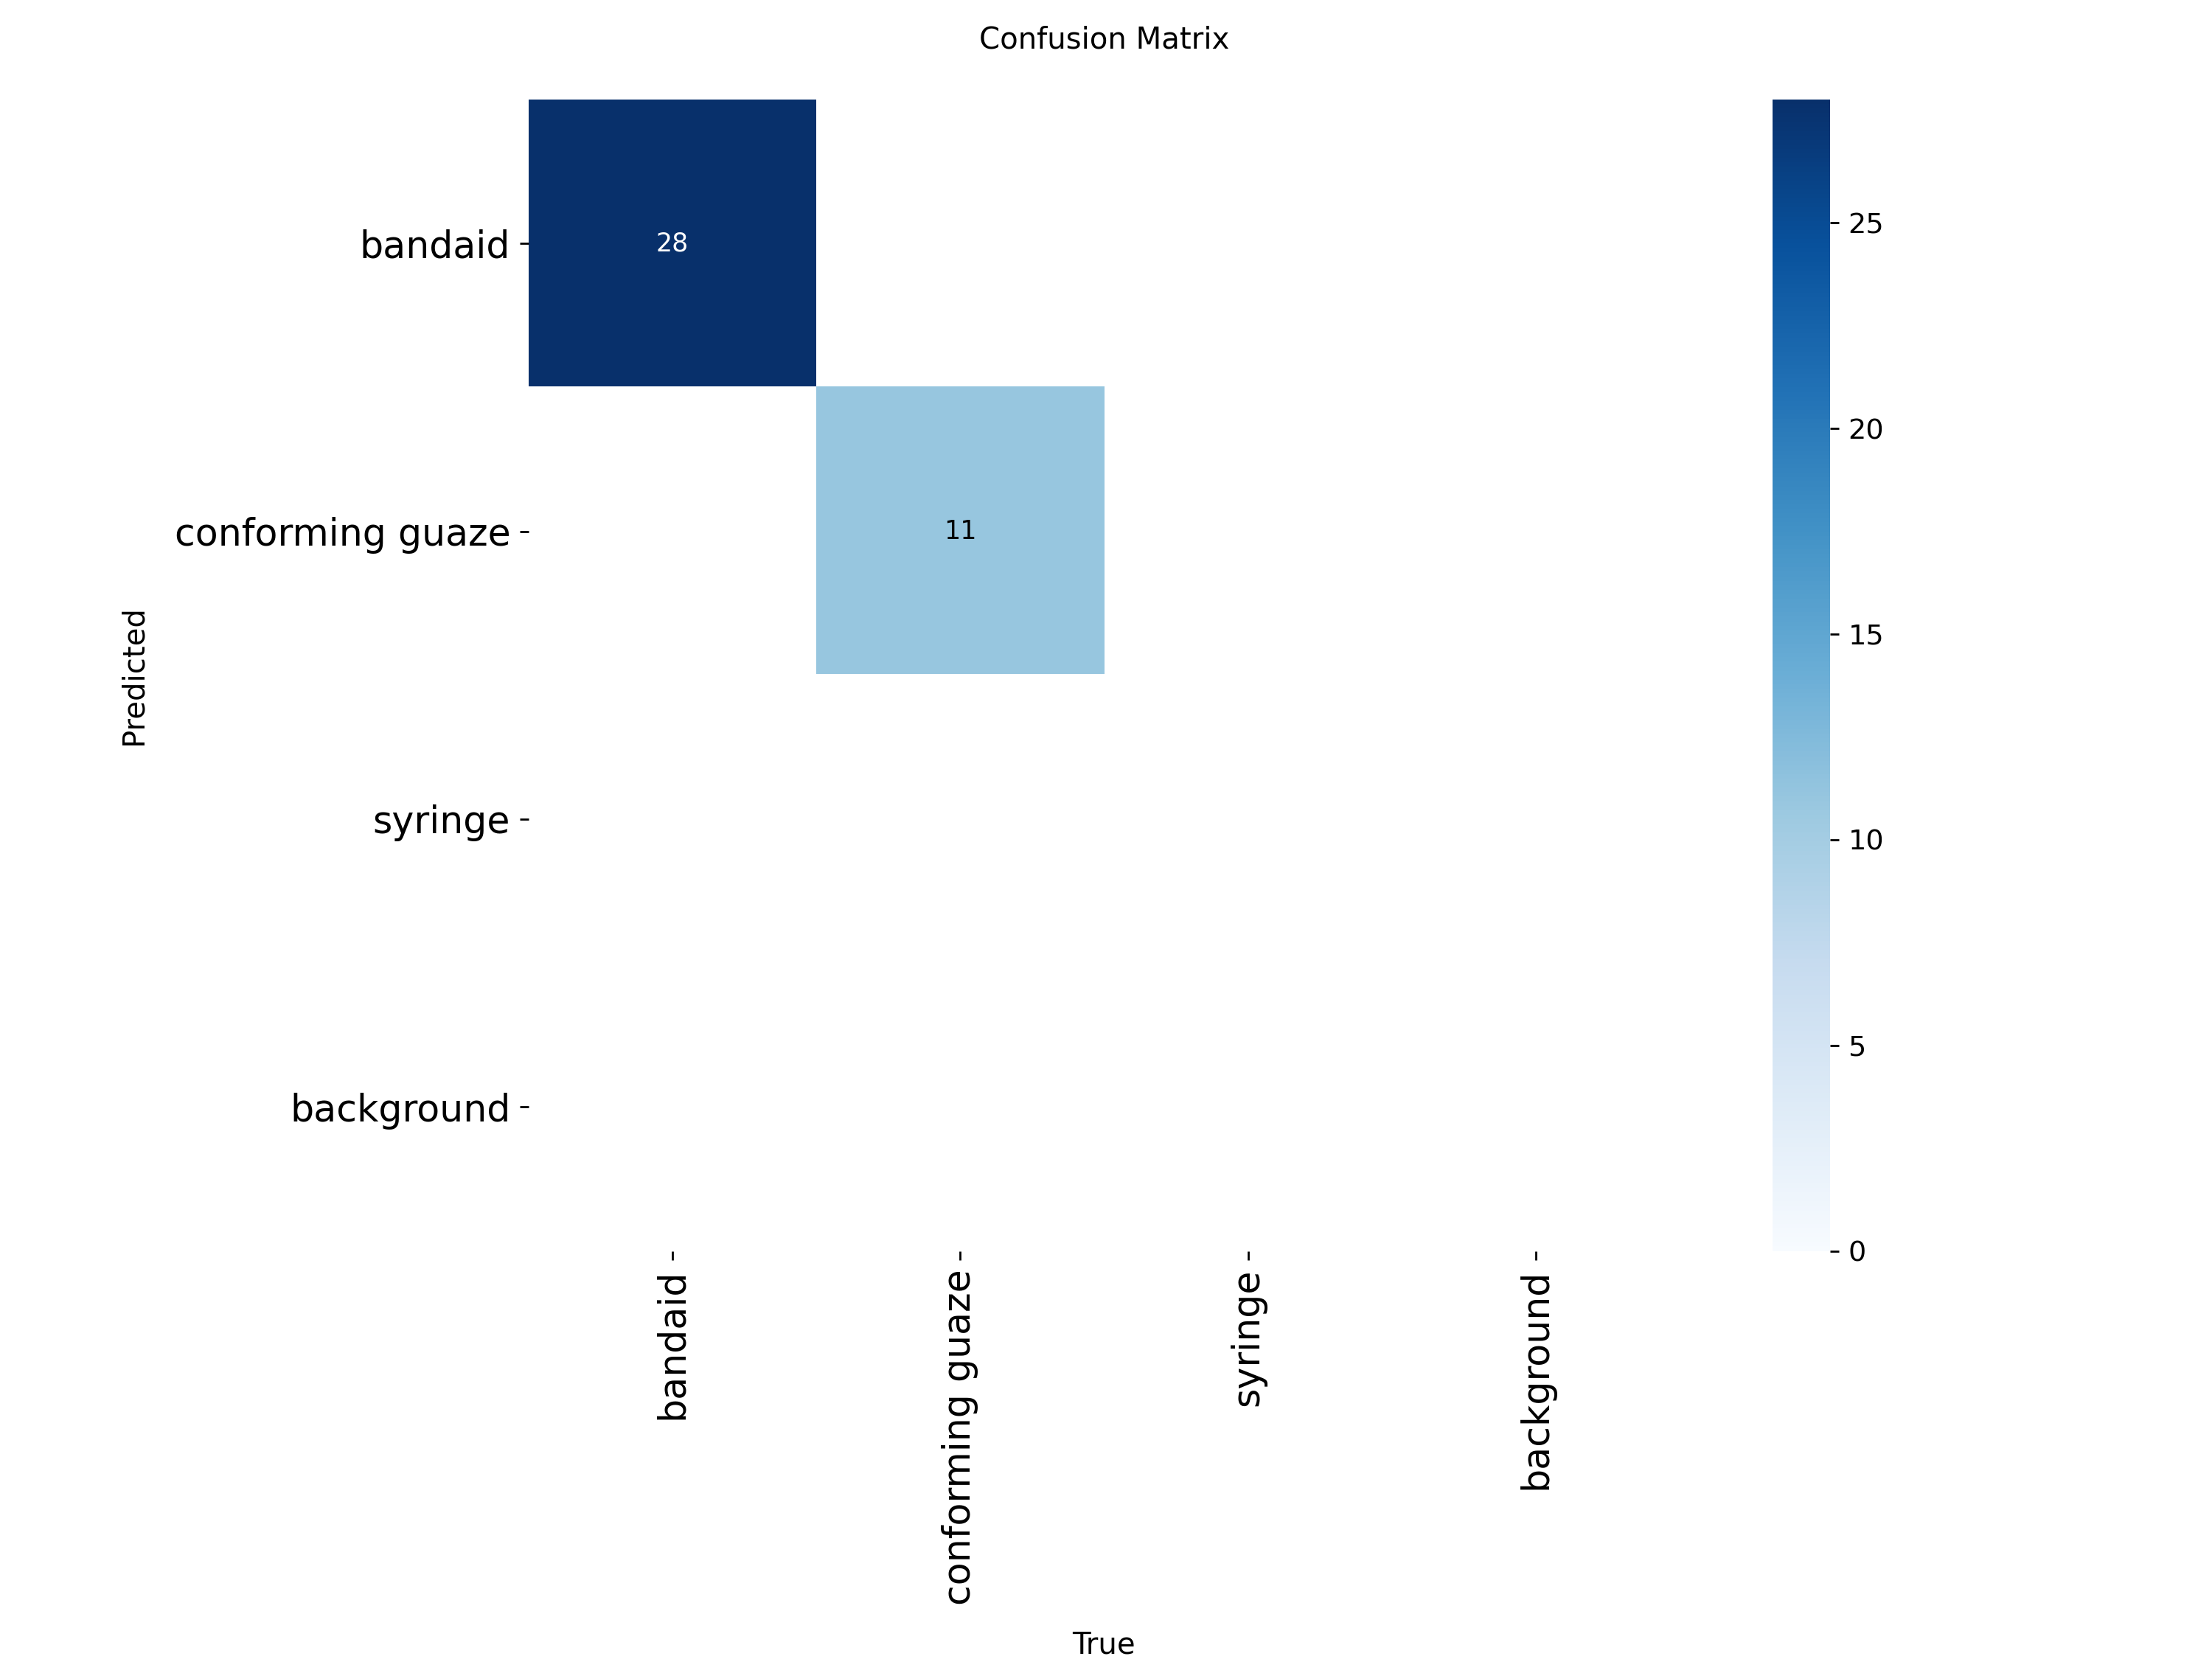 Confusion Matrix
bandaid
28
conforming guaze
11
syringe
background
Predicted
bandaid
conforming guaze
syringe
background
True
25
20
15
10
5
0